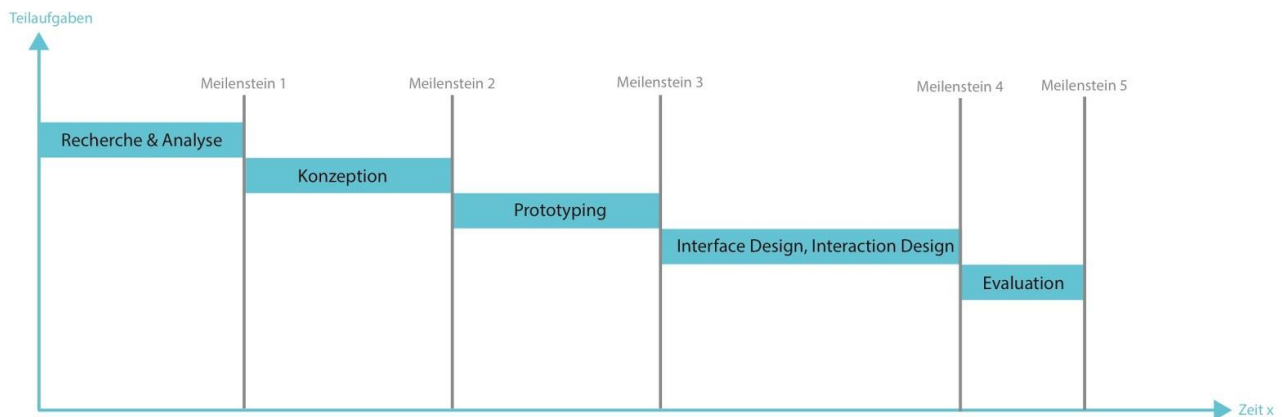 Teilaufgaben
Meilenstein 1
Meilenstein 2
Meilenstein 3
Meilenstein 4
Meilenstein 5
Recherche & Analyse
Konzeption
Prototyping
Interface Design, Interaction Design
Evaluation
Zeit x